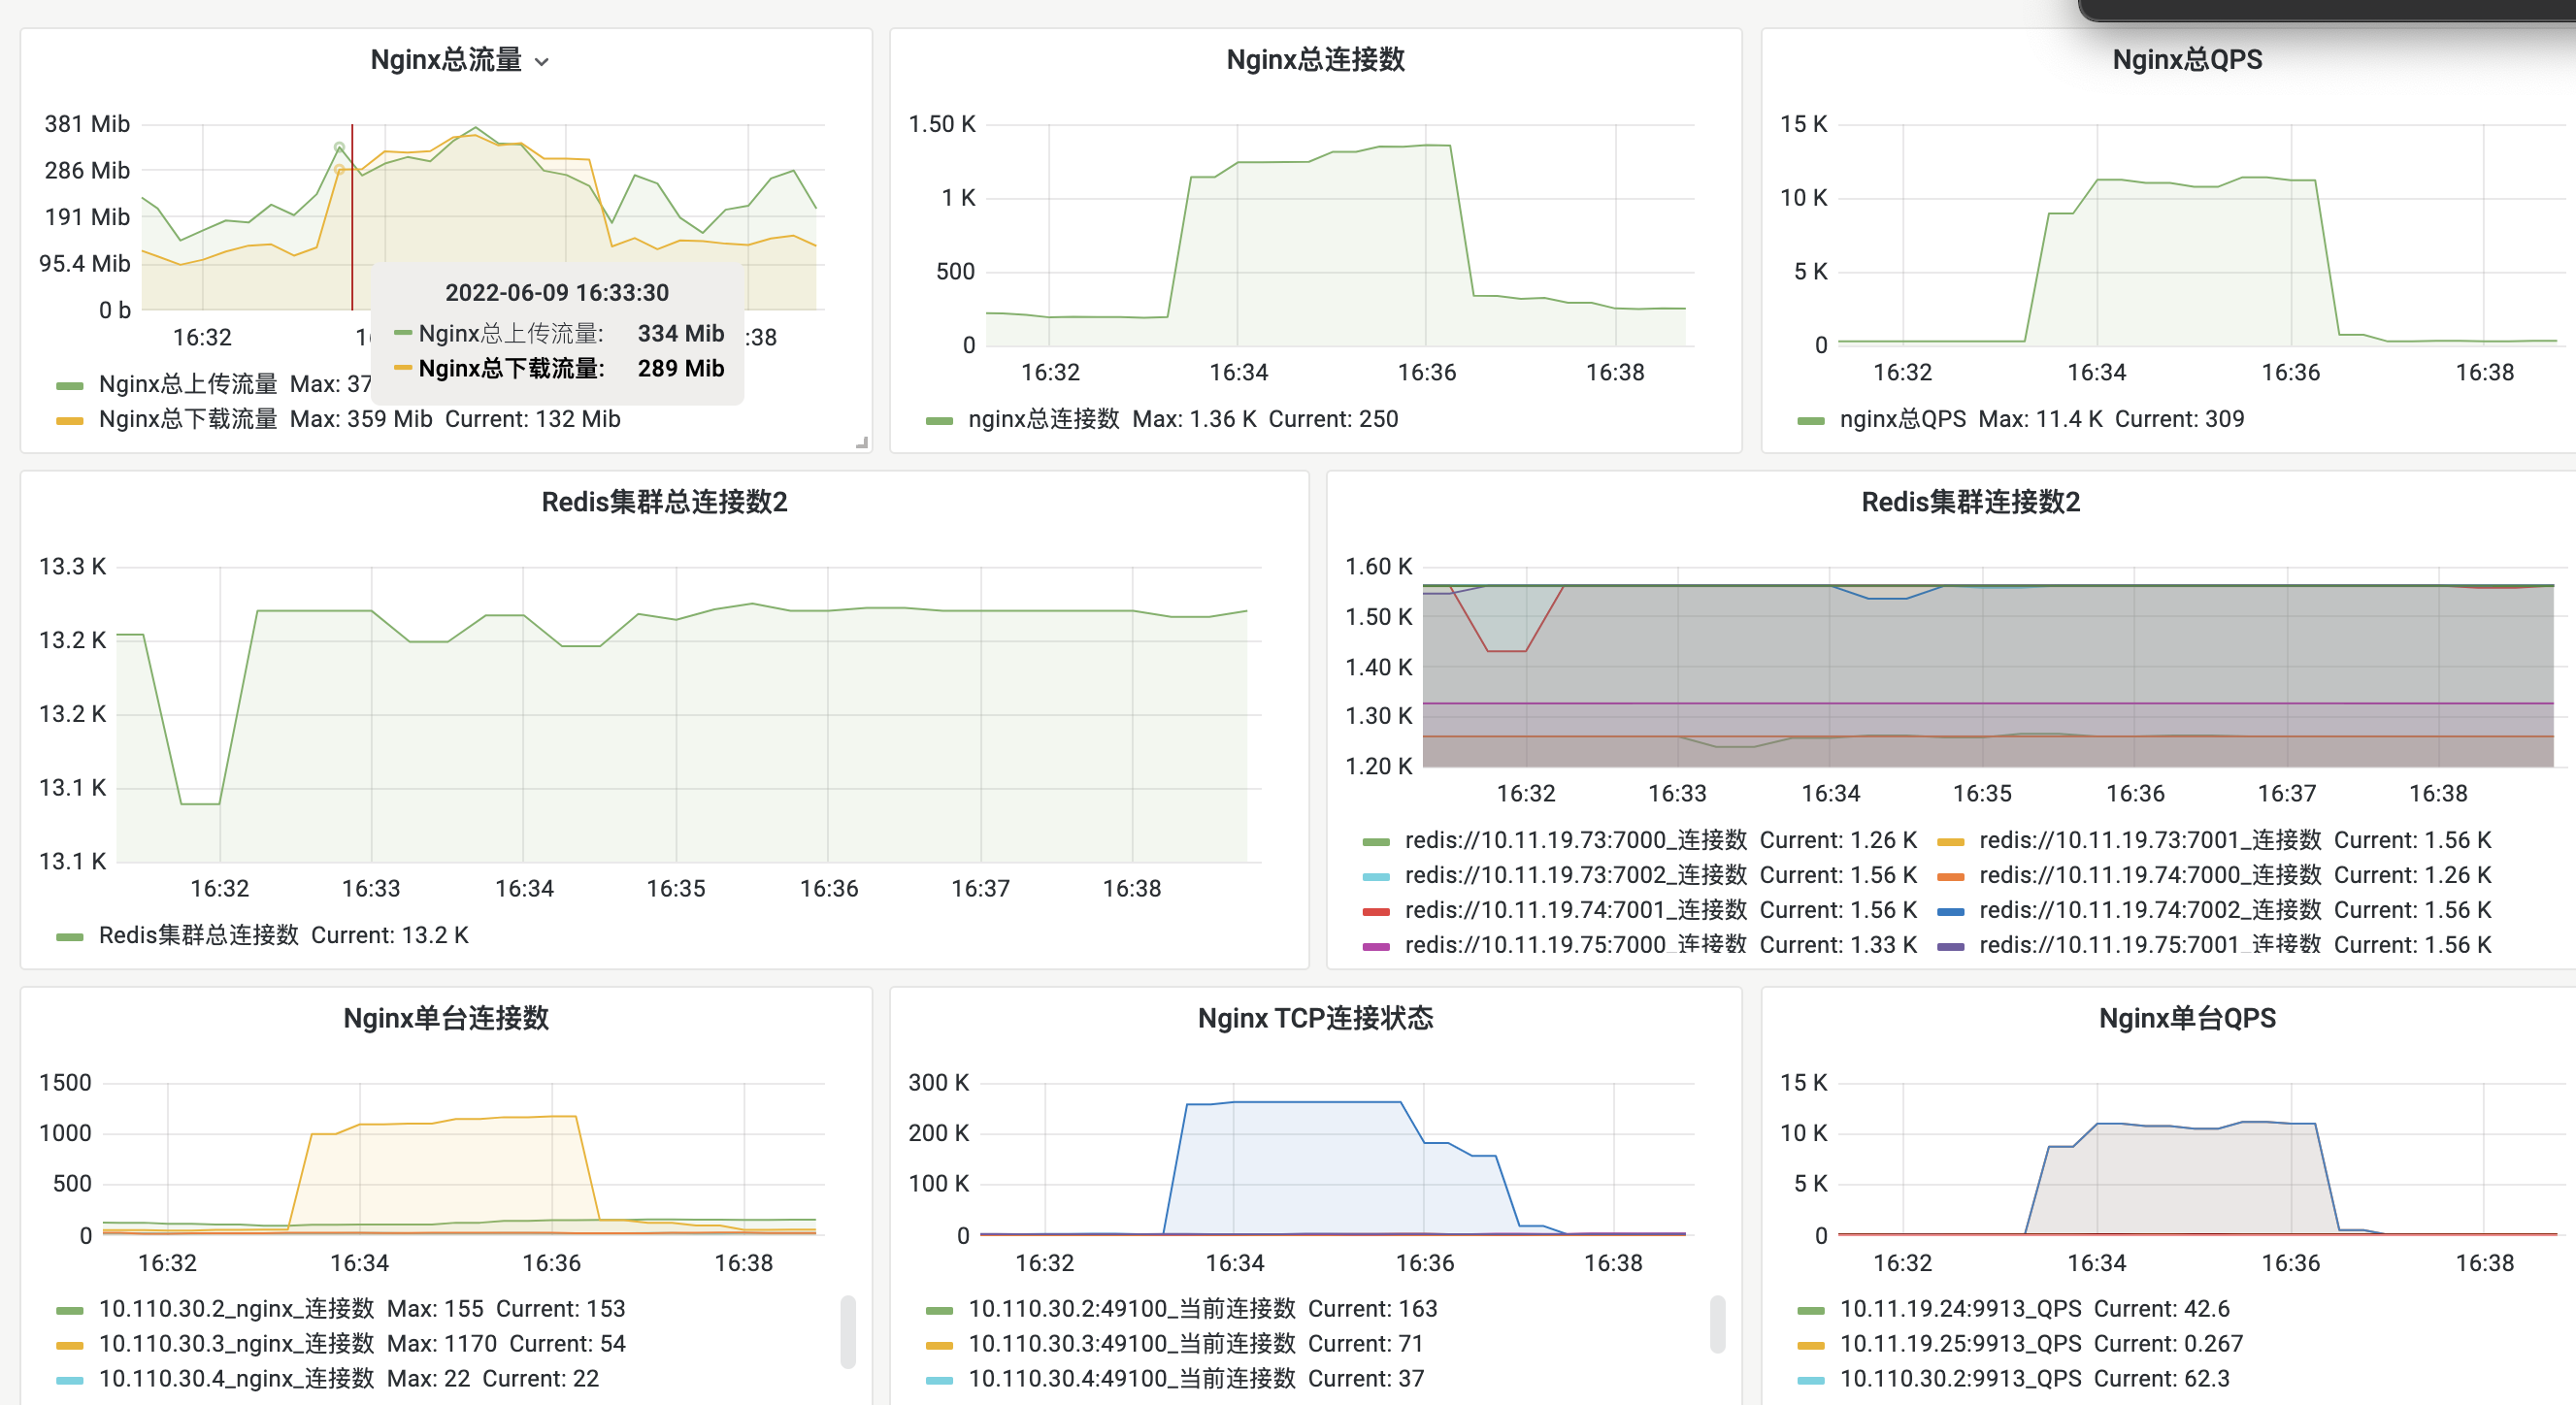 Nginx总流量
381 Mib
286 Mib
191 Mib
95.4 Mib
0 b
16:32
:38
2022-06-09 16:33:30
Nginx总上传流量: 334 Mib
Nginx总下载流量: 289 Mib
Nginx总上传流量 Max: 37
Nginx总下载流量 Max: 359 Mib Current: 132 Mib
Nginx总连接数
1.50 K
1 K
500
0
16:32 16:34 16:36 16:38
nginx总连接数 Max: 1.36 K Current: 250
Nginx总QPS
15 K
10 K
5 K
0
16:32 16:34 16:36 16:38
nginx总QPS Max: 11.4 K Current: 309
Redis集群总连接数2
13.3 K
13.2 K
13.2 K
13.1 K
13.1 K
16:32 16:33 16:34 16:35 16:36 16:37 16:38
Redis集群总连接数 Current: 13.2 K
Redis集群连接数2
1.60 K
1.50 K
1.40 K
1.30 K
1.20 K
16:32 16:33 16:34 16:35 16:36 16:37 16:38
redis://10.11.19.73:7000_连接数 Current: 1.26 K redis://10.11.19.73:7001_连接数 Current: 1.56 K
redis://10.11.19.73:7002_连接数 Current: 1.56 K redis://10.11.19.74:7000_连接数 Current: 1.26 K
redis://10.11.19.74:7001_连接数 Current: 1.56 K redis://10.11.19.74:7002_连接数 Current: 1.56 K
redis://10.11.19.75:7000_连接数 Current: 1.33 K redis://10.11.19.75:7001_连接数 Current: 1.56 K
Nginx单台连接数
1500
1000
500
0
16:32 16:34 16:36 16:38
10.110.30.2_nginx_连接数 Max: 155 Current: 153
10.110.30.3_nginx_连接数 Max: 1170 Current: 54
10.110.30.4_nginx_连接数 Max: 22 Current: 22
Nginx TCP连接状态
300 K
200 K
100 K
0
16:32 16:34 16:36 16:38
10.110.30.2:49100_当前连接数 Current: 163
10.110.30.3:49100_当前连接数 Current: 71
10.110.30.4:49100_当前连接数 Current: 37
Nginx单台QPS
15 K
10 K
5 K
0
16:32 16:34 16:36 16:38
10.11.19.24:9913_QPS Current: 42.6
10.11.19.25:9913_QPS Current: 0.267
10.110.30.2:9913_QPS Current: 62.3